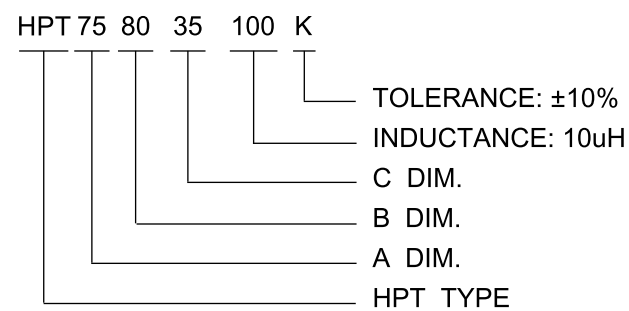 HPT 75 80 35 100 K
TOLERANCE: ±10%
INDUCTANCE: 10uH
C DIM.
B DIM.
A DIM.
HPT TYPE